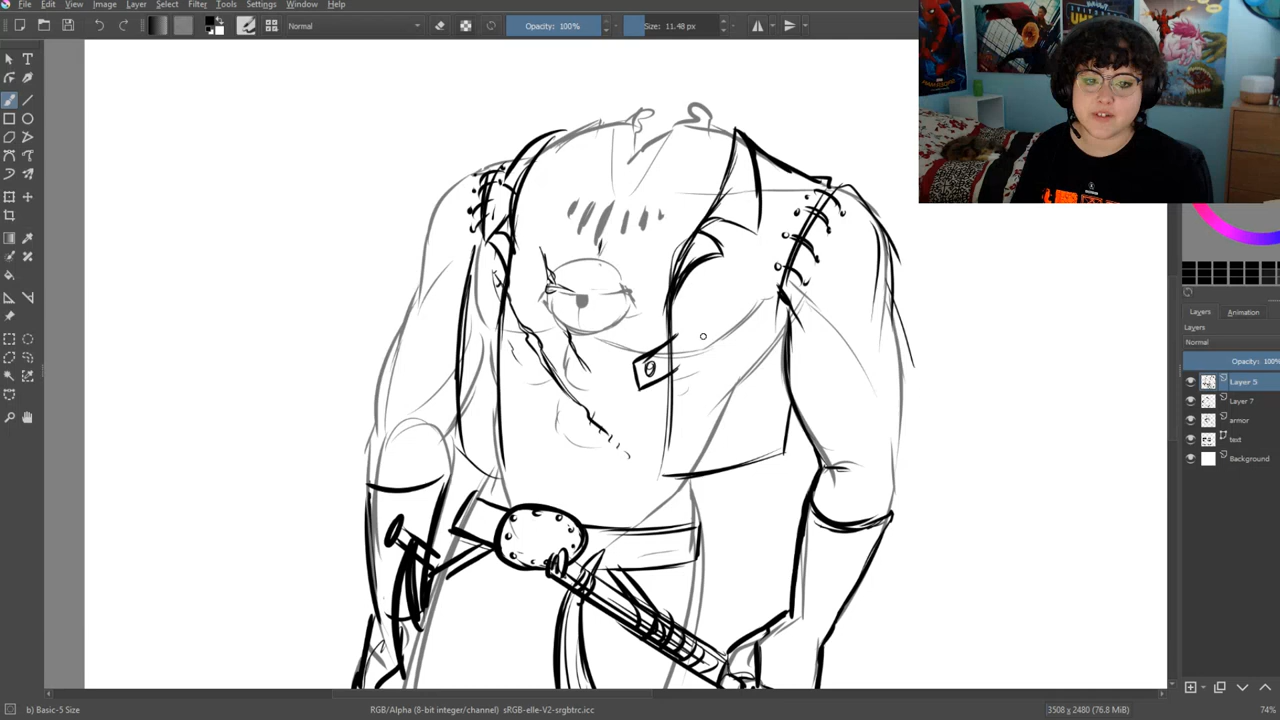 File Edit View Image Layer Select Filter Tools Settings Window Help
Normal
Opacity: 100%
Size: 11.48 px
Layers Animation
Layers
Normal
Opacity: 100%
Layer 5
Layer 7
armor
text
Background
b) Basic-5 Size
RGB/Alpha (8-bit integer/channel) sRGB-elle-V2-srgbtrc.icc
3508 x 2480 (76.8 MiB)
74%